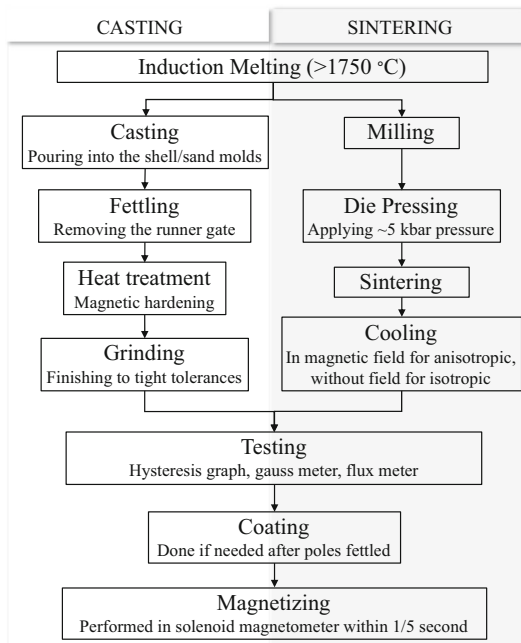 CASTING
SINTERING
Induction Melting (>1750 °C)
Casting
Pouring into the shell/sand molds
Fettling
Removing the runner gate
Heat treatment
Magnetic hardening
Grinding
Finishing to tight tolerances
Milling
Die Pressing
Applying ~5 kbar pressure
Sintering
Cooling
In magnetic field for anisotropic,
without field for isotropic
Testing
Hysteresis graph, gauss meter, flux meter
Coating
Done if needed after poles fettled
Magnetizing
Performed in solenoid magnetometer within 1/5 second